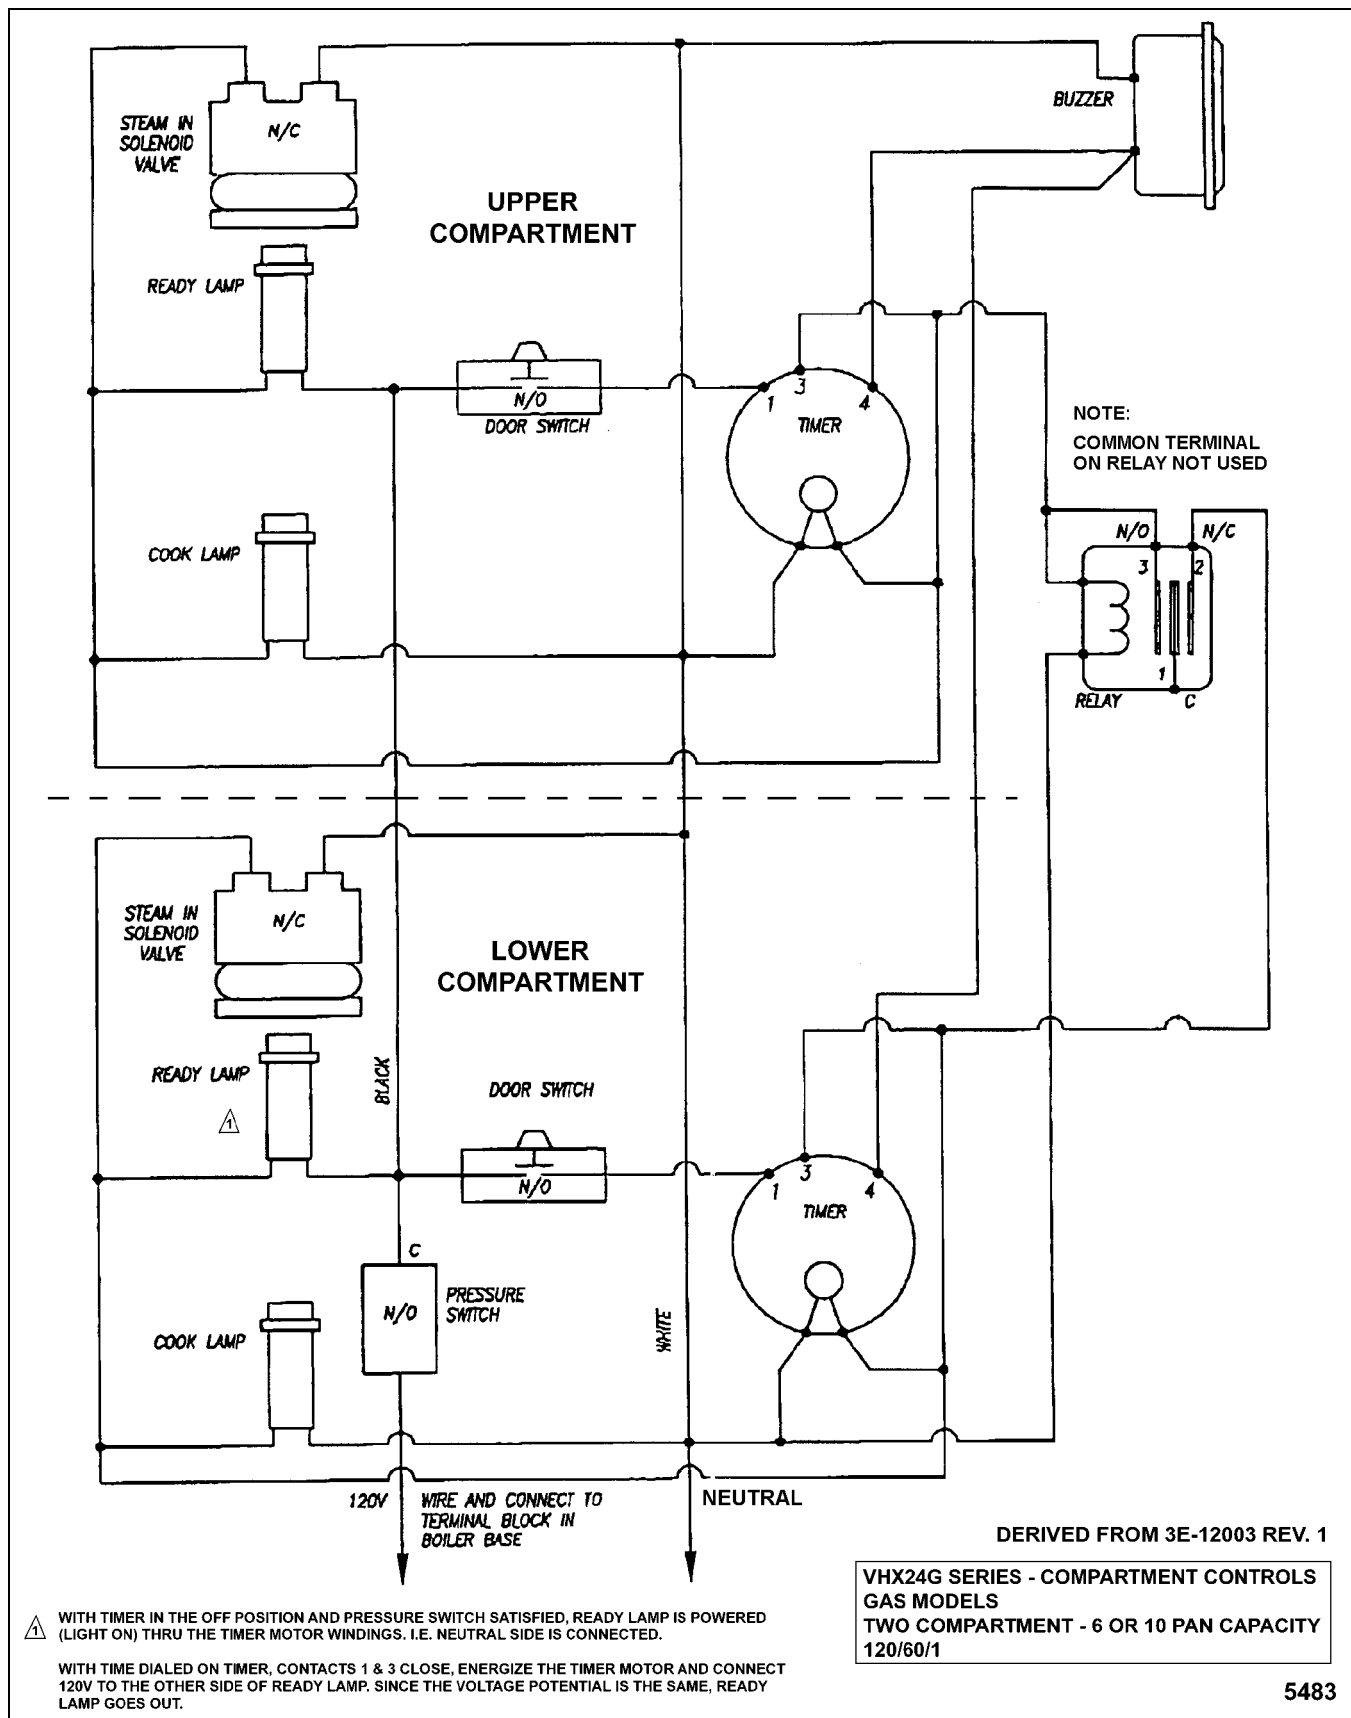 BUZZER
STEAM IN
SOLENOID
VALVE
N/C
UPPER
COMPARTMENT
READY LAMP
N/O
DOOR SWITCH
1
3
4
TIMER
NOTE:
COMMON TERMINAL
ON RELAY NOT USED
N/O
N/C
3
2
1
C
RELAY
COOK LAMP
STEAM IN
SOLENOID
VALVE
N/C
LOWER
COMPARTMENT
READY LAMP
1
BLACK
DOOR SWITCH
N/O
1
3
4
TIMER
C
N/O
PRESSURE
SWITCH
WHITE
COOK LAMP
120V
WIRE AND CONNECT TO
TERMINAL BLOCK IN
BOILER BASE
NEUTRAL
DERIVED FROM 3E-12003 REV. 1
VHX24G SERIES - COMPARTMENT CONTROLS
GAS MODELS
TWO COMPARTMENT - 6 OR 10 PAN CAPACITY
120/60/1
1 WITH TIMER IN THE OFF POSITION AND PRESSURE SWITCH SATISFIED, READY LAMP IS POWERED
(LIGHT ON) THRU THE TIMER MOTOR WINDINGS. I.E. NEUTRAL SIDE IS CONNECTED.
WITH TIME DIALED ON TIMER, CONTACTS 1 & 3 CLOSE, ENERGIZE THE TIMER MOTOR AND CONNECT
120V TO THE OTHER SIDE OF READY LAMP. SINCE THE VOLTAGE POTENTIAL IS THE SAME, READY
LAMP GOES OUT.
5483